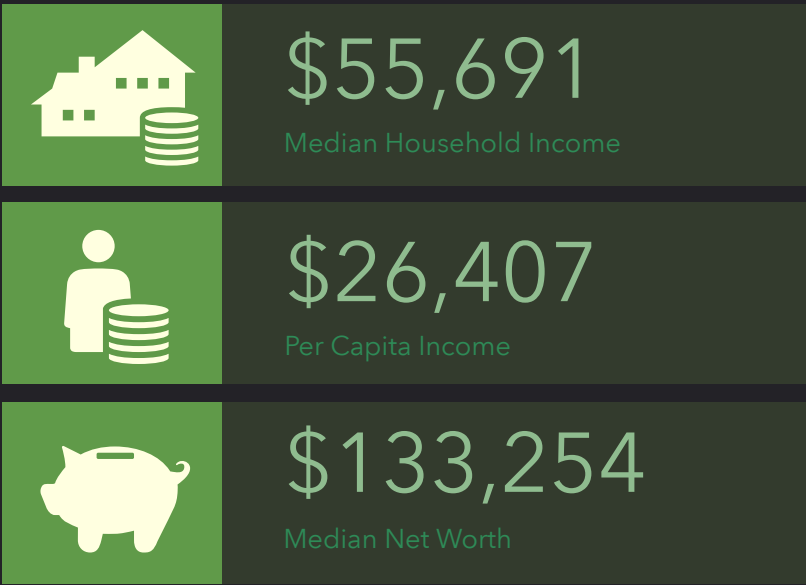 $55,691
Median Household Income
$26,407
Per Capita Income
$133,254
Median Net Worth